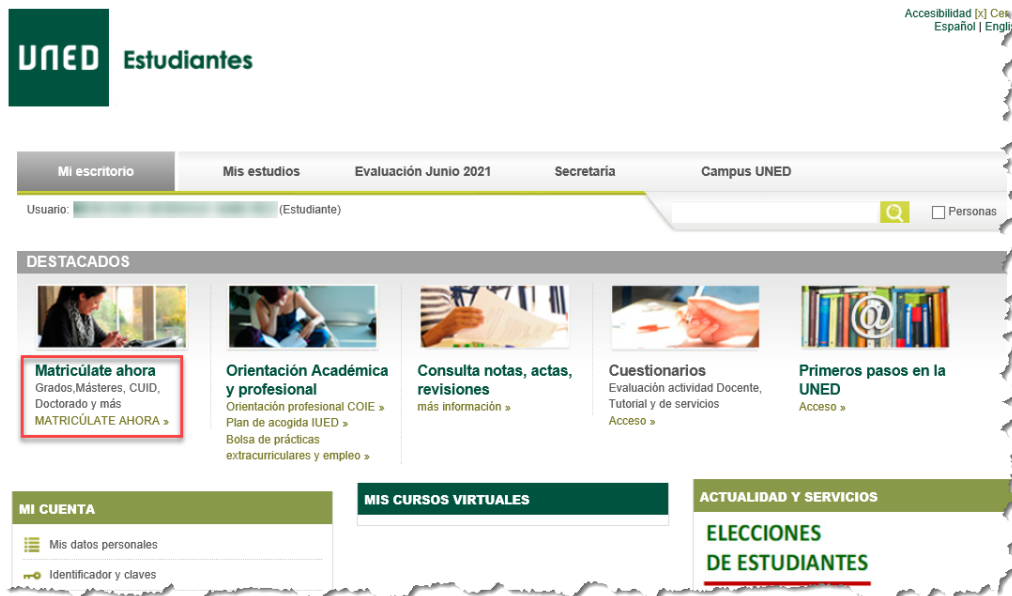 Accesibilidad [x]
Español |
UNED Estudiantes
Mi escritorio Mis estudios Evaluación Junio 2021 Secretaría Campus UNED
Usuario: (Estudiante)
Personas
DESTACADOS
Matricúlate ahora
Grados,Másteres, CUID,
Doctorado y más
MATRICÚLATE AHORA »
Orientación Académica
y profesional
Orientación profesional COIE »
Plan de acogida IUED »
Bolsa de prácticas
extracurriculares y empleo »
Consulta notas, actas,
revisiones
más información »
Cuestionarios
Evaluación actividad Docente,
Tutorial y de servicios
Acceso »
Primeros pasos en la
UNED
Acceso »
MI CUENTA
Mis datos personales
Identificador y claves
MIS CURSOS VIRTUALES
ACTUALIDAD Y SERVICIOS
ELECCIONES
DE ESTUDIANTES